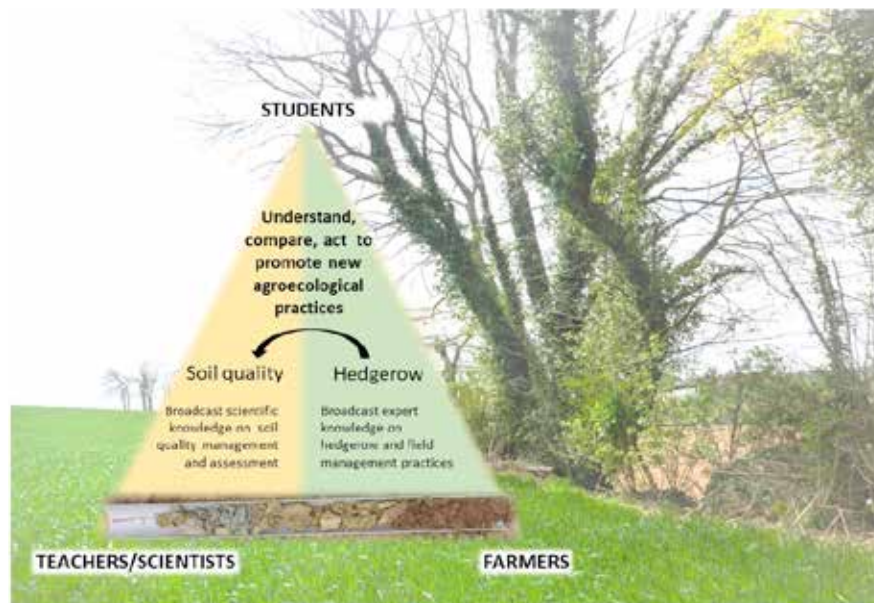 STUDENTS
Understand,
compare, act to
promote new
agroecological
practices
Soil quality
Hedgerow
Broadcast scientific
knowledge on soil
quality management
and assessment
Broadcast expert
knowledge on
hedgerow and field
management practices
TEACHERS/SCIENTISTS
FARMERS